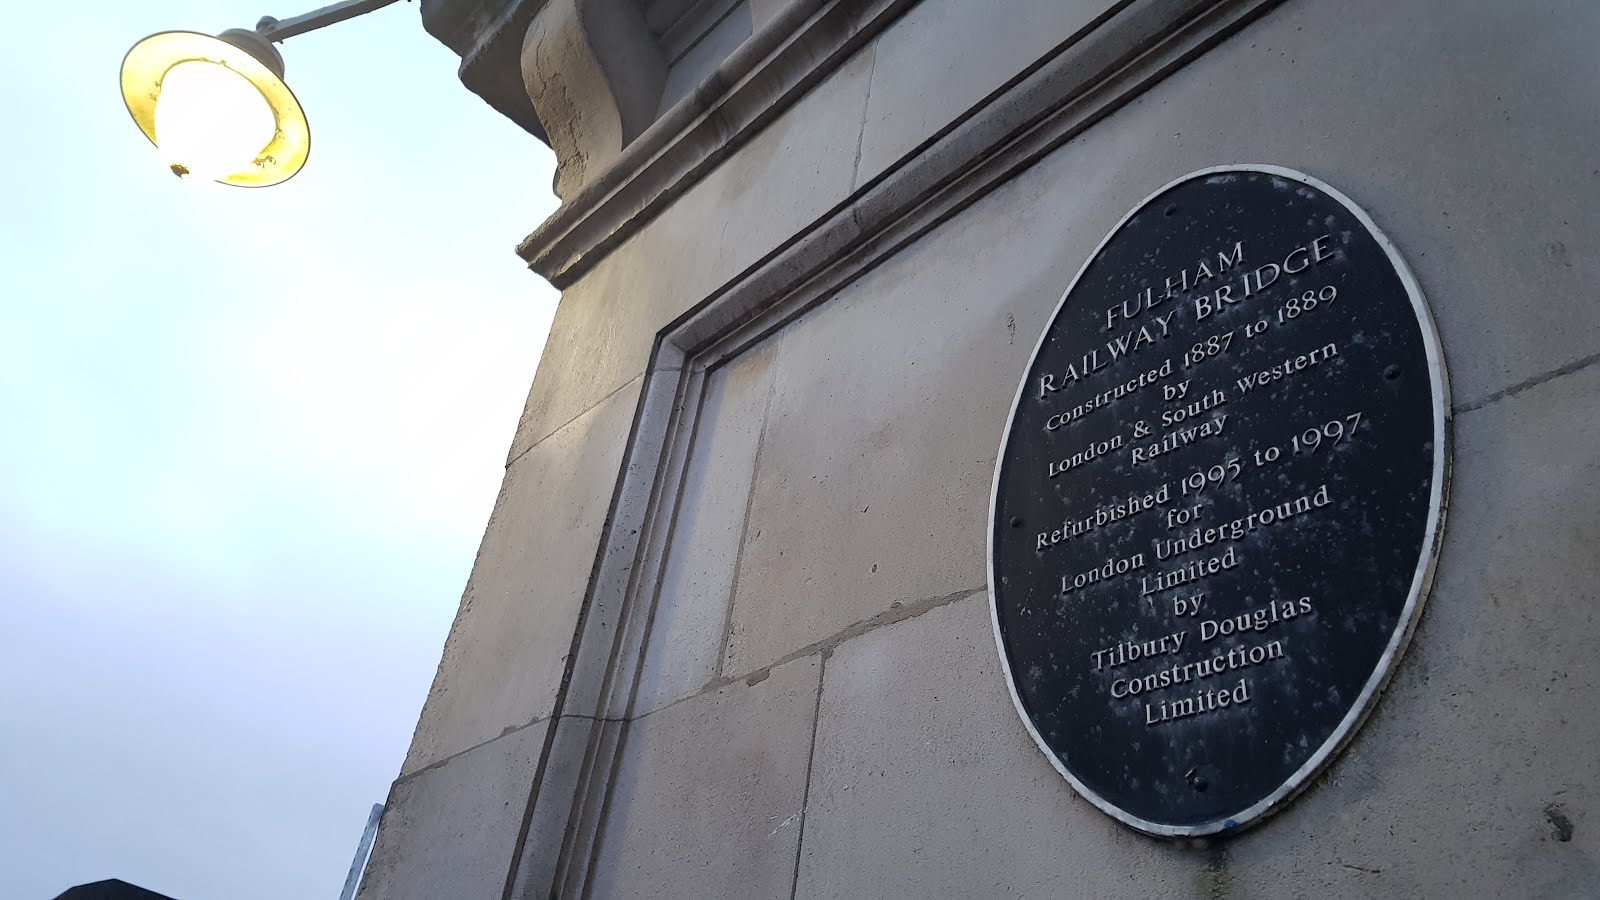 FULHAM
RAILWAY BRIDGE
Constructed 1887 to 1889
by
London & South Western
Railway
Refurbished 1995 to 1997
for
London Underground
Limited
by
Tilbury Douglas
Construction
Limited